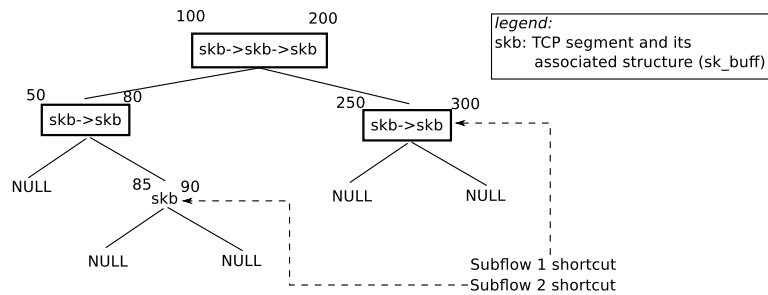 100 200
legend:
skb->skb->skb
skb: TCP segment and its
associated structure (sk_buff)
50 80
250 300
skb->skb
skb->skb
NULL
85 90
NULL
NULL
skb
NULL
NULL
Subflow 1 shortcut
Subflow 2 shortcut